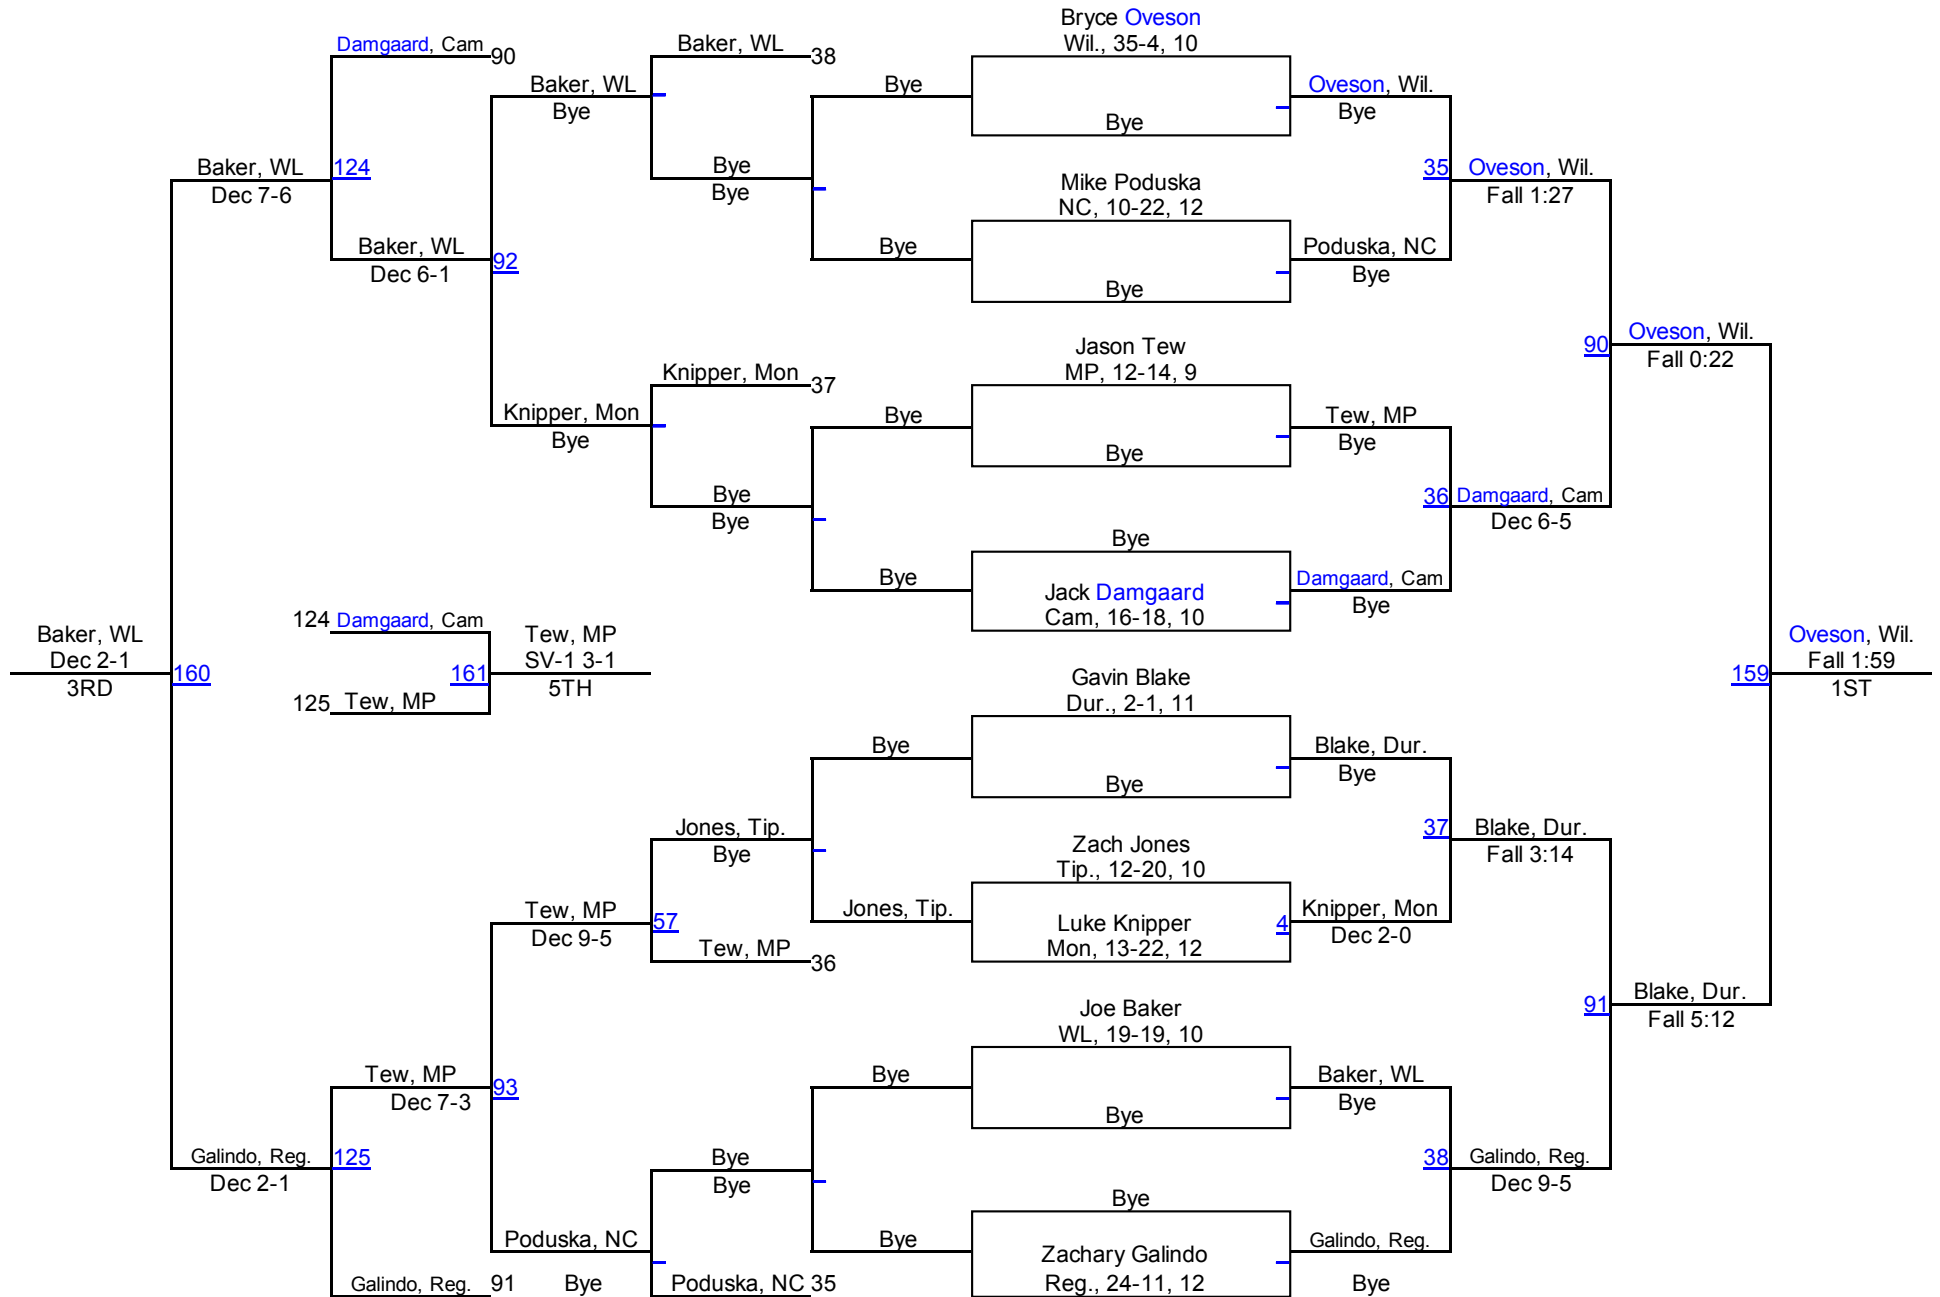 Bryce Oveson
Damgaard, Cam
Baker, WL
Wil., 35-4, 10
90
38
Baker, WL
Bye
Oveson, Wil.
Bye
Bye
Bye
Baker, WL
124
Bye
35
Oveson, Wil.
Dec 7-6
Bye
Mike Poduska
Fall 1:27
NC, 10-22, 12
Baker, WL
92
Bye
Poduska, NC
Dec 6-1
Bye
Bye
Oveson, Wil.
Jason Tew
90
Fall 0:22
Knipper, Mon
37
MP, 12-14, 9
Knipper, Mon
Bye
Tew, MP
Bye
Bye
Bye
Bye
36
Damgaard, Cam
Bye
Dec 6-5
Bye
Bye
Damgaard, Cam
Jack Damgaard
Bye
124
Damgaard, Cam
Cam, 16-18, 10
Baker, WL
Tew, MP
Oveson, Wil.
Dec 2-1
160
161
SV-1 3-1
159
Fall 1:59
3RD
5TH
1ST
125
Tew, MP
Gavin Blake
Dur., 2-1, 11
Bye
Blake, Dur.
Bye
Bye
Jones, Tip.
37
Blake, Dur.
Bye
Zach Jones
Fall 3:14
Tip., 12-20, 10
Tew, MP
57
Jones, Tip.
Luke Knipper
4
Knipper, Mon
Dec 9-5
Tew, MP
36
Mon, 13-22, 12
Dec 2-0
Blake, Dur.
91
Fall 5:12
Joe Baker
WL, 19-19, 10
Tew, MP
93
Bye
Baker, WL
Dec 7-3
Bye
Bye
Galindo, Reg.
125
Bye
38
Galindo, Reg.
Dec 2-1
Bye
Dec 9-5
Bye
Poduska, NC
Bye
Zachary Galindo
Galindo, Reg.
Galindo, Reg.
91
Bye
Poduska, NC
35
Reg., 24-11, 12
Bye